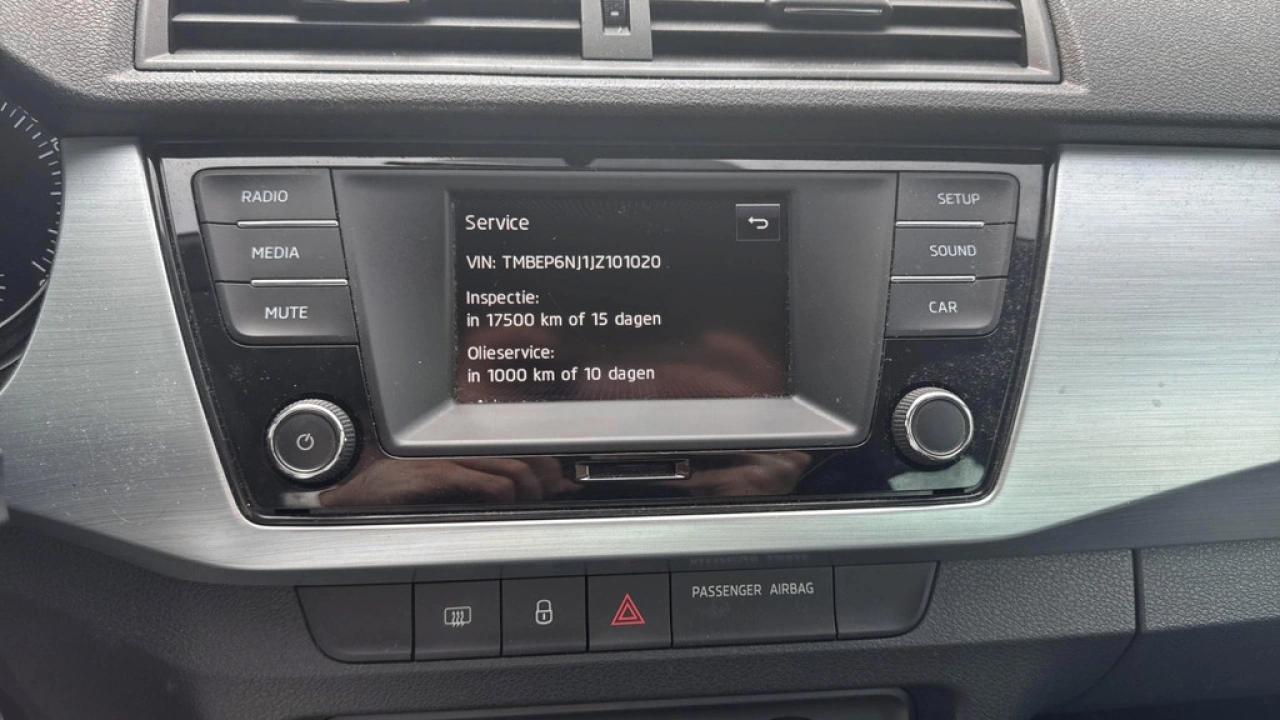 RADIO
MEDIA
MUTE
Service
VIN: TMBEP6NJ1JZ101020
Inspectie:
in 17500 km of 15 dagen
Olieservice:
in 1000 km of 10 dagen
SETUP
SOUND
CAR
PASSENGER AIRBAG